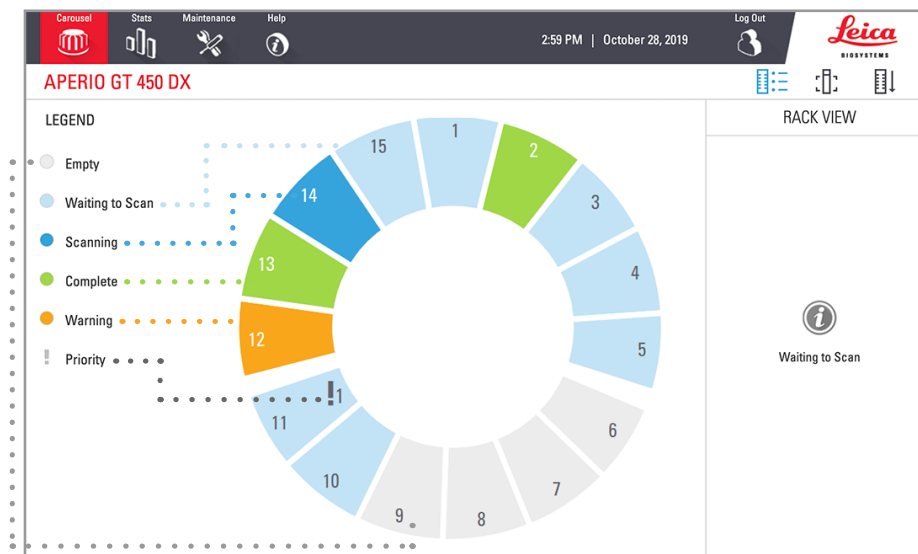 Carousel
Stats
Maintenance
Help
2:59 PM | October 28, 2019
Log Out
Leica
BIOSYSTEMS
APERIO GT 450 DX
LEGEND
RACK VIEW
Empty
Waiting to Scan
Scanning
Complete
Warning
! Priority
1
2
3
4
5
6
7
8
9
10
11
!1
12
13
14
15
i
Waiting to Scan